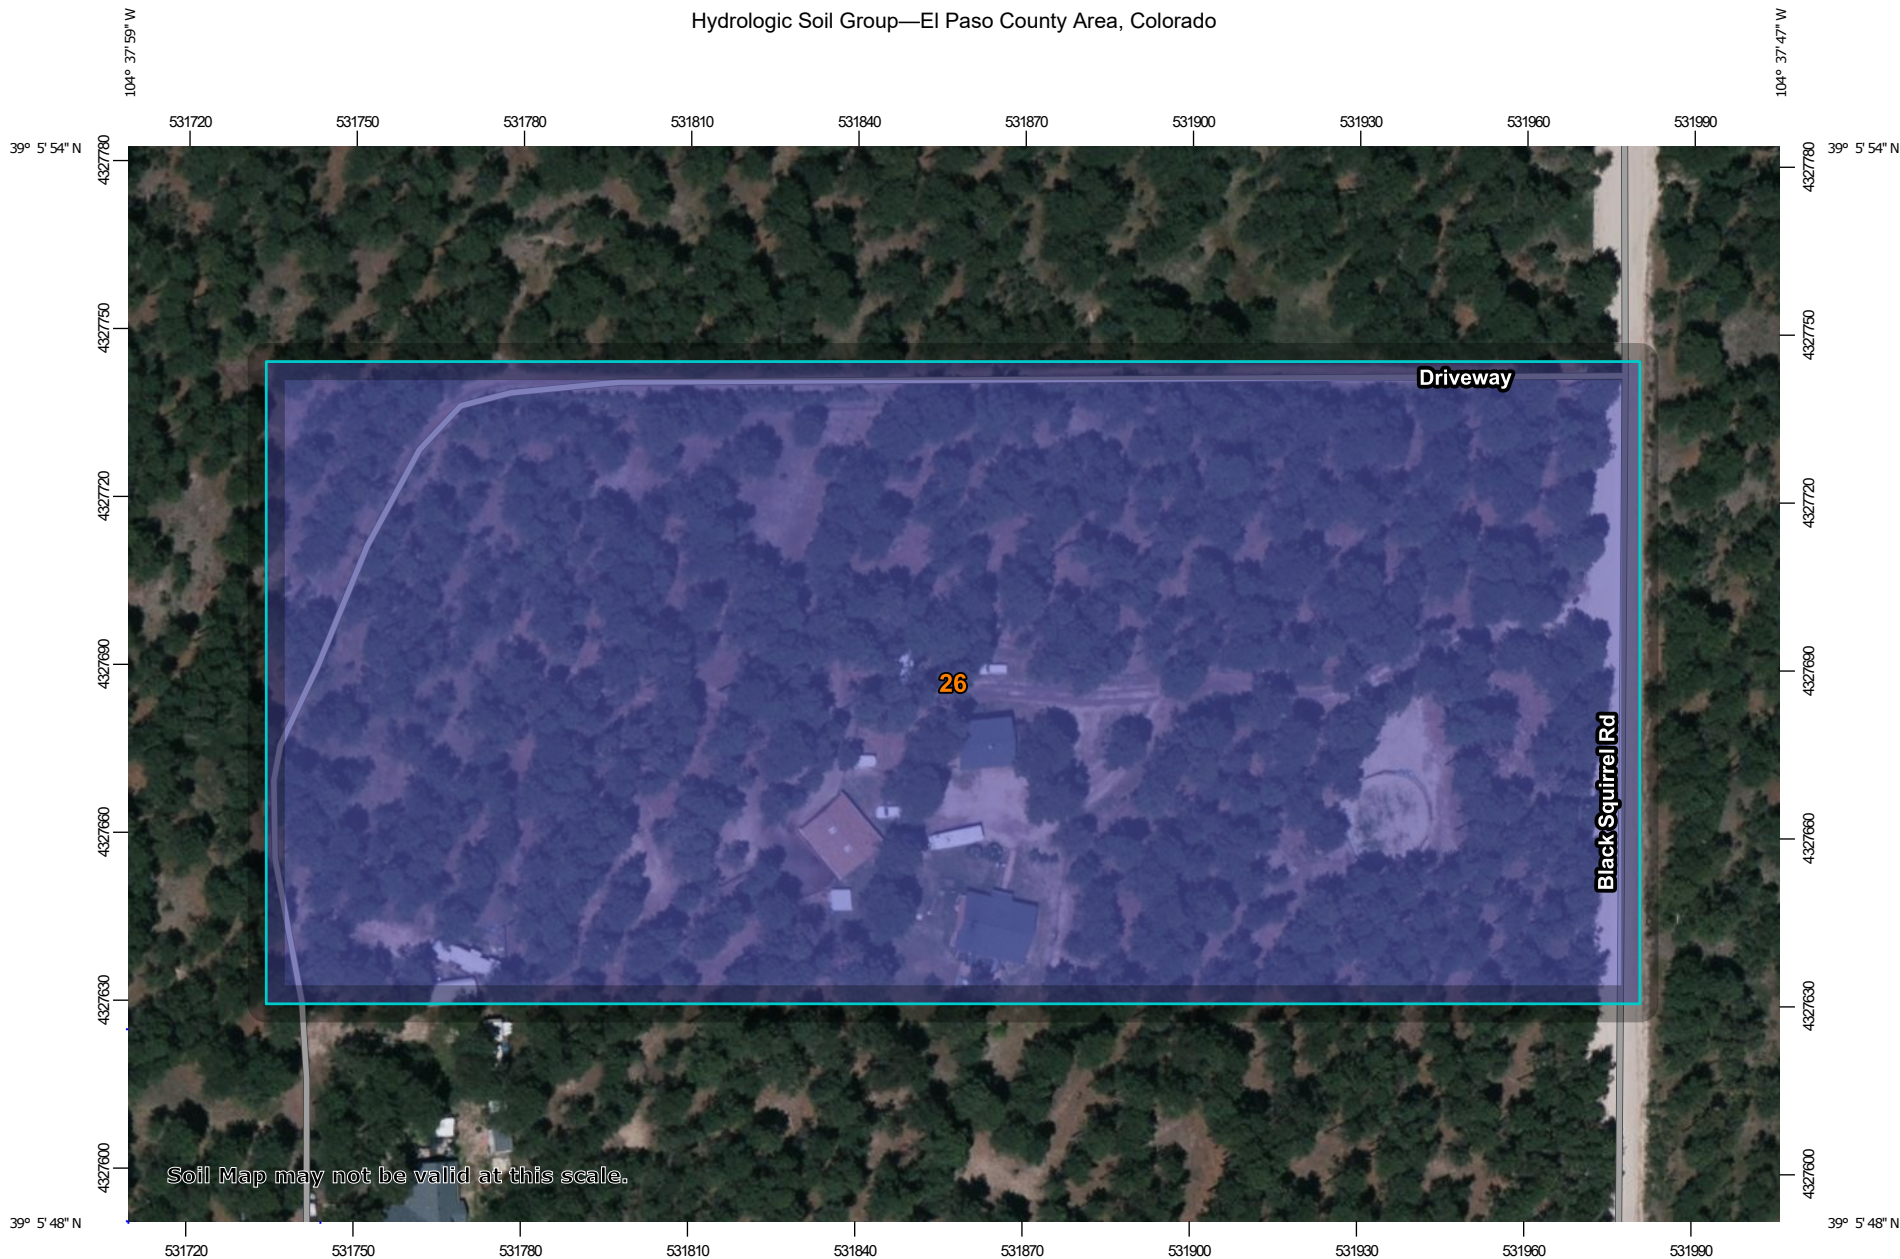 Hydrologic Soil Group—El Paso County Area, Colorado
104° 37' 59" W
104° 37' 47" W
531720 531750 531780 531810 531840 531870 531900 531930 531960 531990
39° 5' 54" N
39° 5' 54" N
4327780
4327780
4327750
4327750
Driveway
4327720
4327720
4327690
4327690
26
4327660
4327660
Black Squirrel Rd
4327630
4327630
4327600
4327600
Soil Map may not be valid at this scale.
39° 5' 48" N
39° 5' 48" N
531720 531750 531780 531810 531840 531870 531900 531930 531960 531990